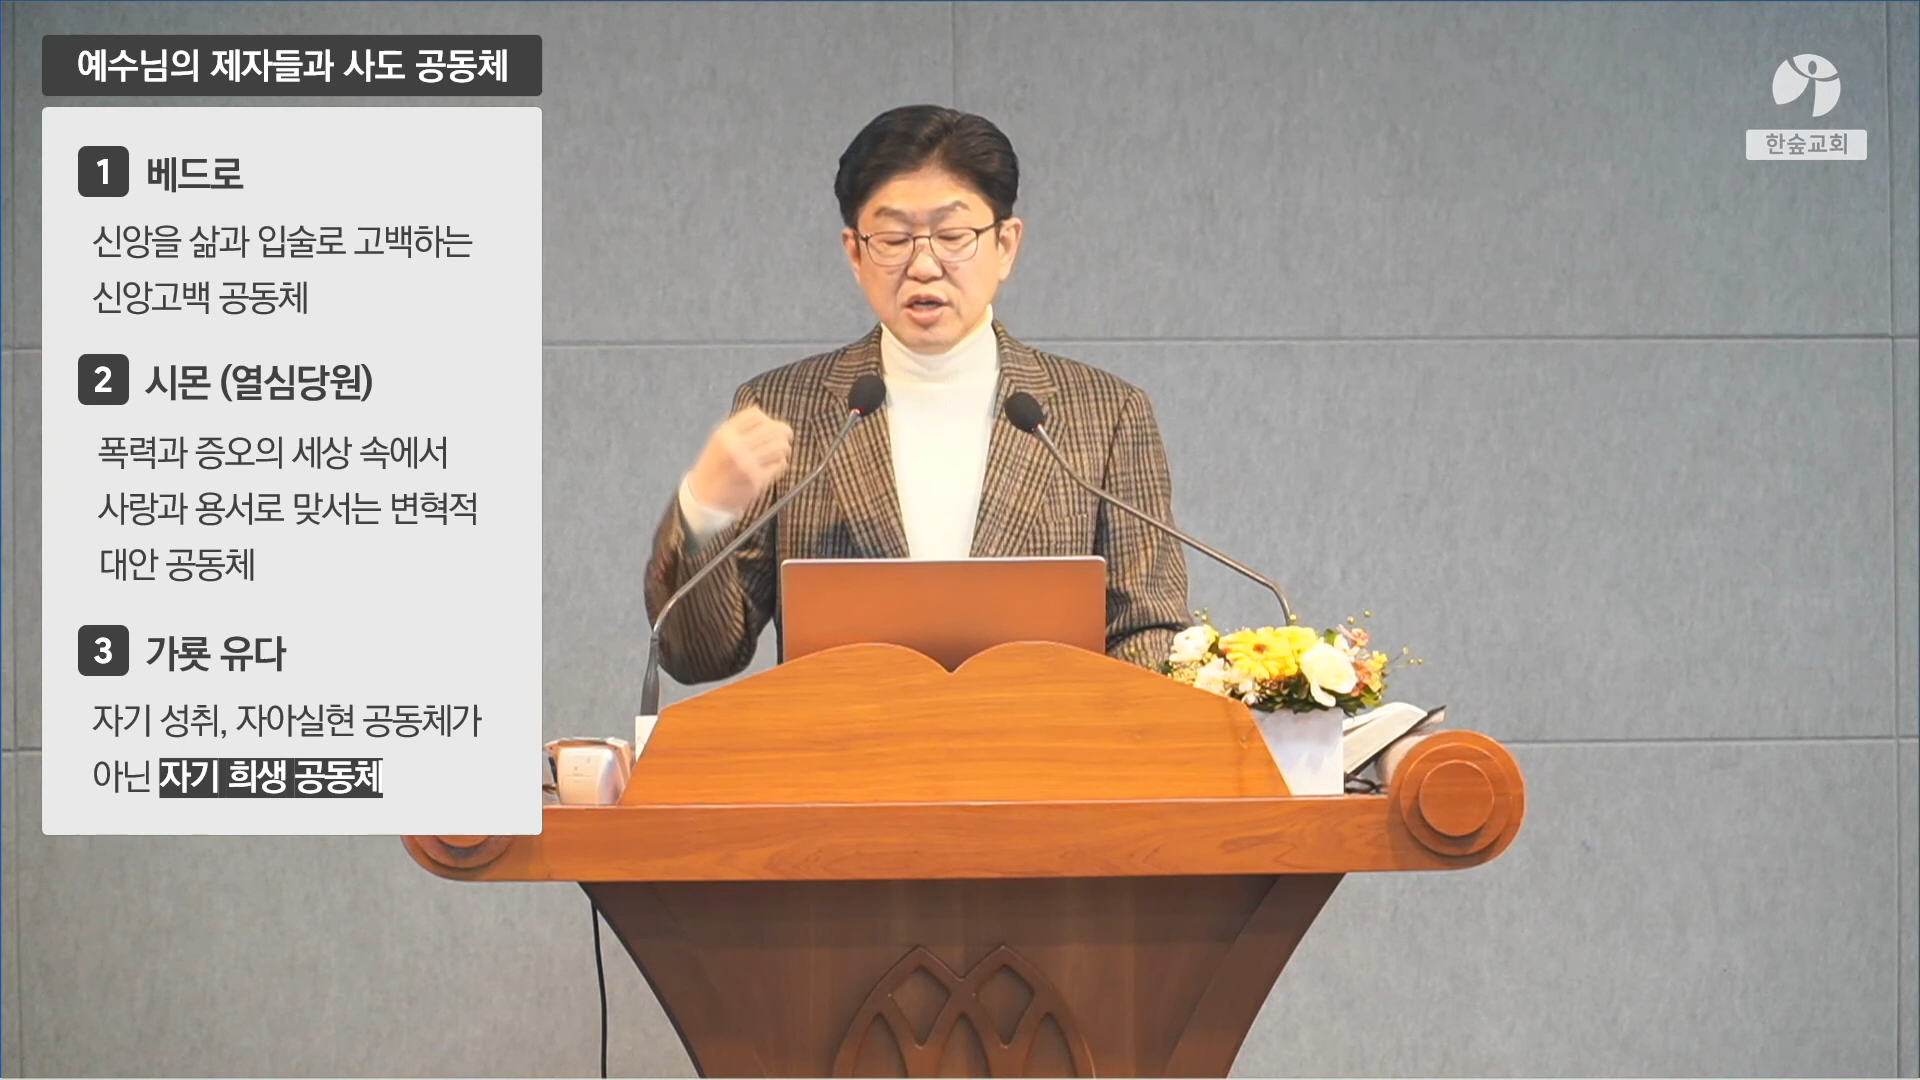 예수님의 제자들과 사도 공동체
1 베드로
신앙을 삶과 입술로 고백하는
신앙고백 공동체
2 시몬 (열심당원)
폭력과 증오의 세상 속에서
사랑과 용서로 맞서는 변혁적
대안 공동체
3 가룟 유다
자기 성취, 자아실현 공동체가
아닌 자기 희생 공동체
한숲교회